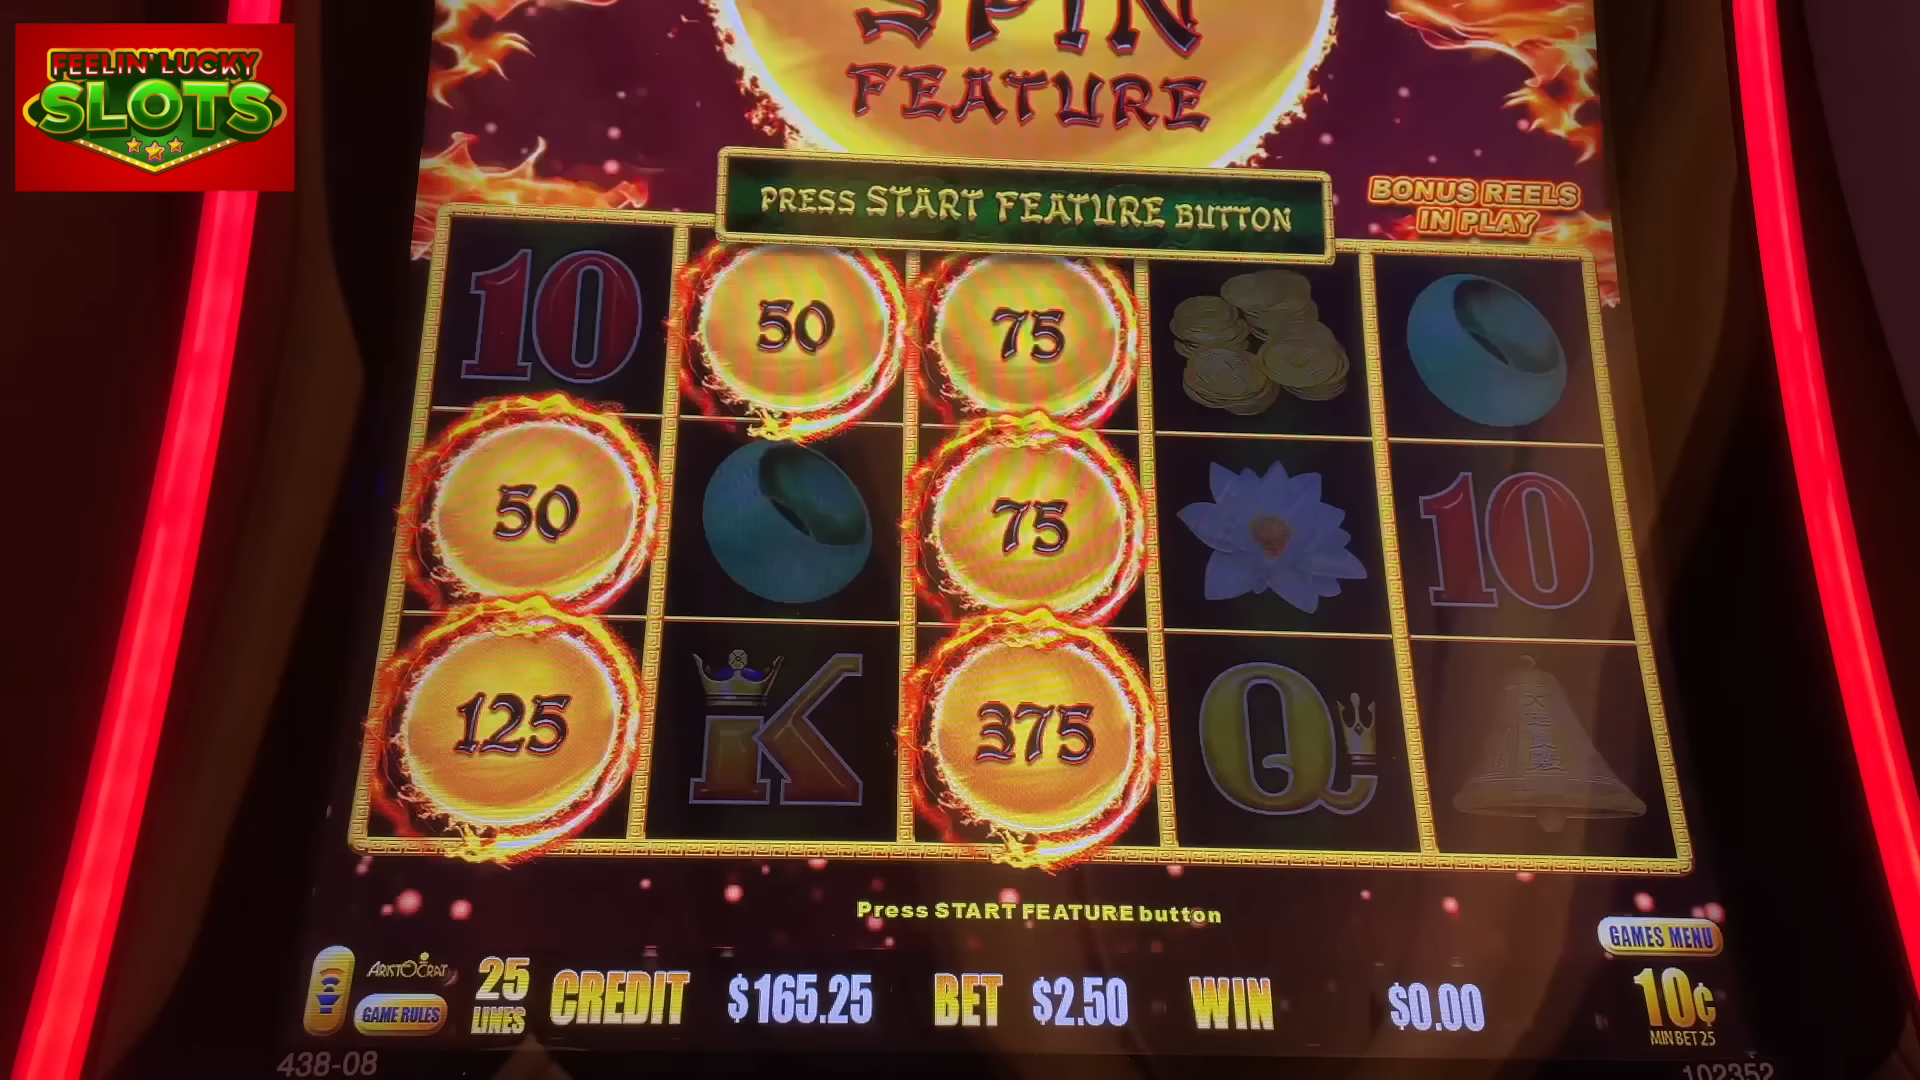 FEELIN' LUCKY
SLOTS
SPIN
FEATURE
PRESS START FEATURE BUTTON
BONUS REELS
IN PLAY
10
50
75
50
75
10
125
K
375
Q
Press START FEATURE button
GAMES MENU
ARISTOCRAT
GAME RULES
25
LINES
CREDIT $165.25
BET $2.50
WIN $0.00
10¢
MIN BET 25
438-08
102352